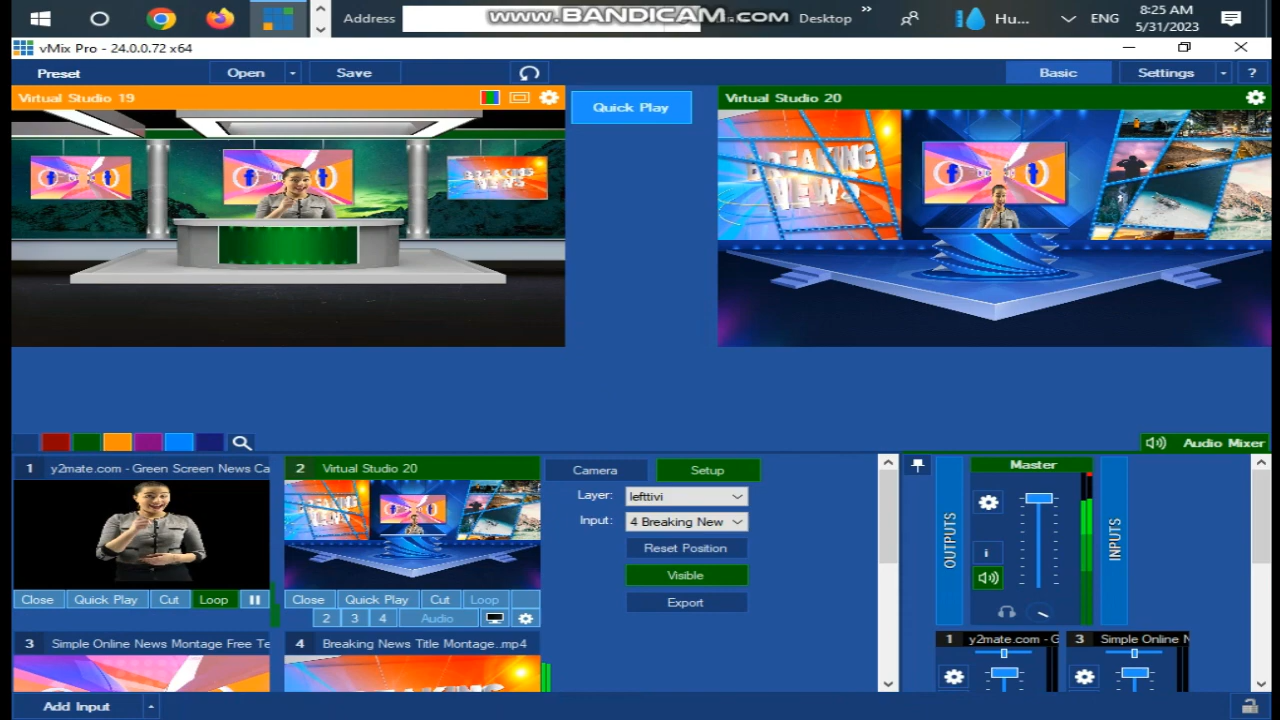 Address
www.BANDICAM.com
Desktop
»
Hu...
ENG
8:25 AM
5/31/2023
vMix Pro - 24.0.0.72 x64
Preset
Open
Save
Basic
Settings
?
Virtual Studio 19
Quick Play
Virtual Studio 20
BREAKING
NEWS
BREAKING
NEWS
Audio Mixer
1 y2mate.com - Green Screen News Ca
2 Virtual Studio 20
Camera
Setup
Master
Layer: lefttivi
Input: 4 Breaking New
Reset Position
Visible
Export
OUTPUTS
i
INPUTS
Close
Quick Play
Cut
Loop
Close
Quick Play
Cut
Loop
2
3
4
Audio
3 Simple Online News Montage Free Te
4 Breaking News Title Montage..mp4
1 y2mate.com - G
3 Simple Online N
Add Input